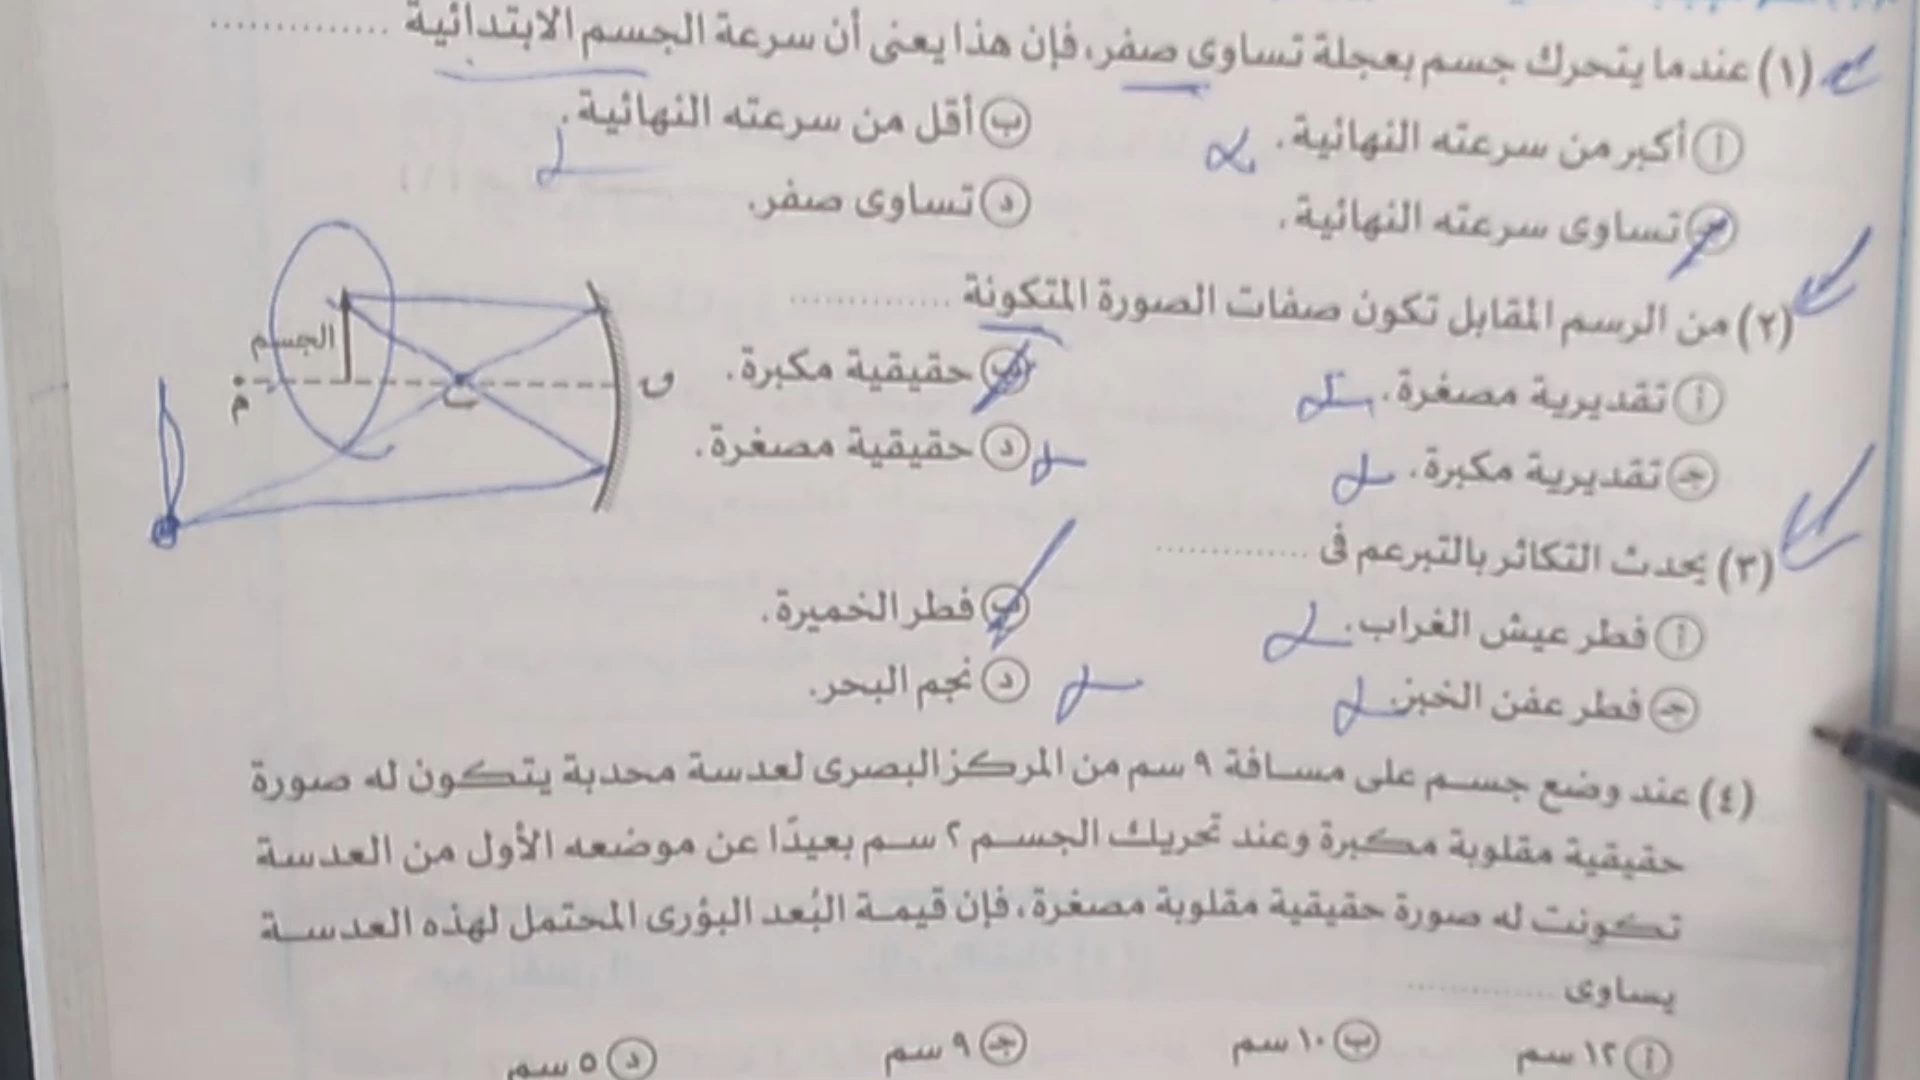 (١) عندما يتحرك جسم بعجلة تساوى صفر، فإن هذا يعنى أن سرعة الجسم الابتدائية ..............
أ أكبر من سرعته النهائية.
ب أقل من سرعته النهائية.
ج تساوى سرعته النهائية.
د تساوى صفر.
(٢) من الرسم المقابل تكون صفات الصورة المتكونة ..............
أ تقديرية مصغرة.
ب حقيقية مكبرة.
ج تقديرية مكبرة.
د حقيقية مصغرة.
الجسم
م
ق
(٣) يحدث التكاثر بالتبرعم فى ..............
أ فطر عيش الغراب.
ب فطر الخميرة.
ج فطر عفن الخبز.
د نجم البحر.
(٤) عند وضع جسم على مسافة ٩ سم من المركز البصرى لعدسة محدبة يتكون له صورة
حقيقية مقلوبة مكبرة وعند تحريك الجسم ٢ سم بعيدًا عن موضعه الأول من العدسة
تكونت له صورة حقيقية مقلوبة مصغرة، فإن قيمة البُعد البؤرى المحتمل لهذه العدسة
يساوى ..............
أ ١٢ سم
ب ١٠ سم
ج ٩ سم
د ٥ سم